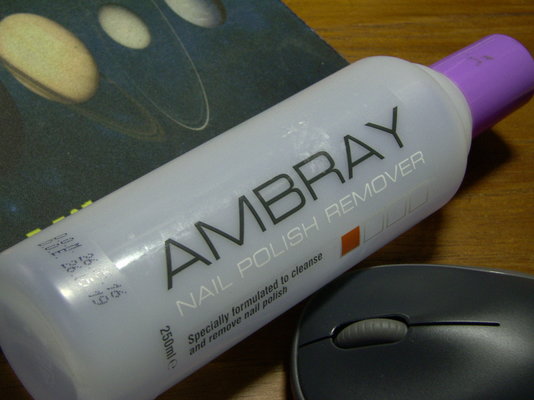 AMBRAY
NAIL POLISH REMOVER
Specially formulated to cleanse
and remove nail polish
250ml e